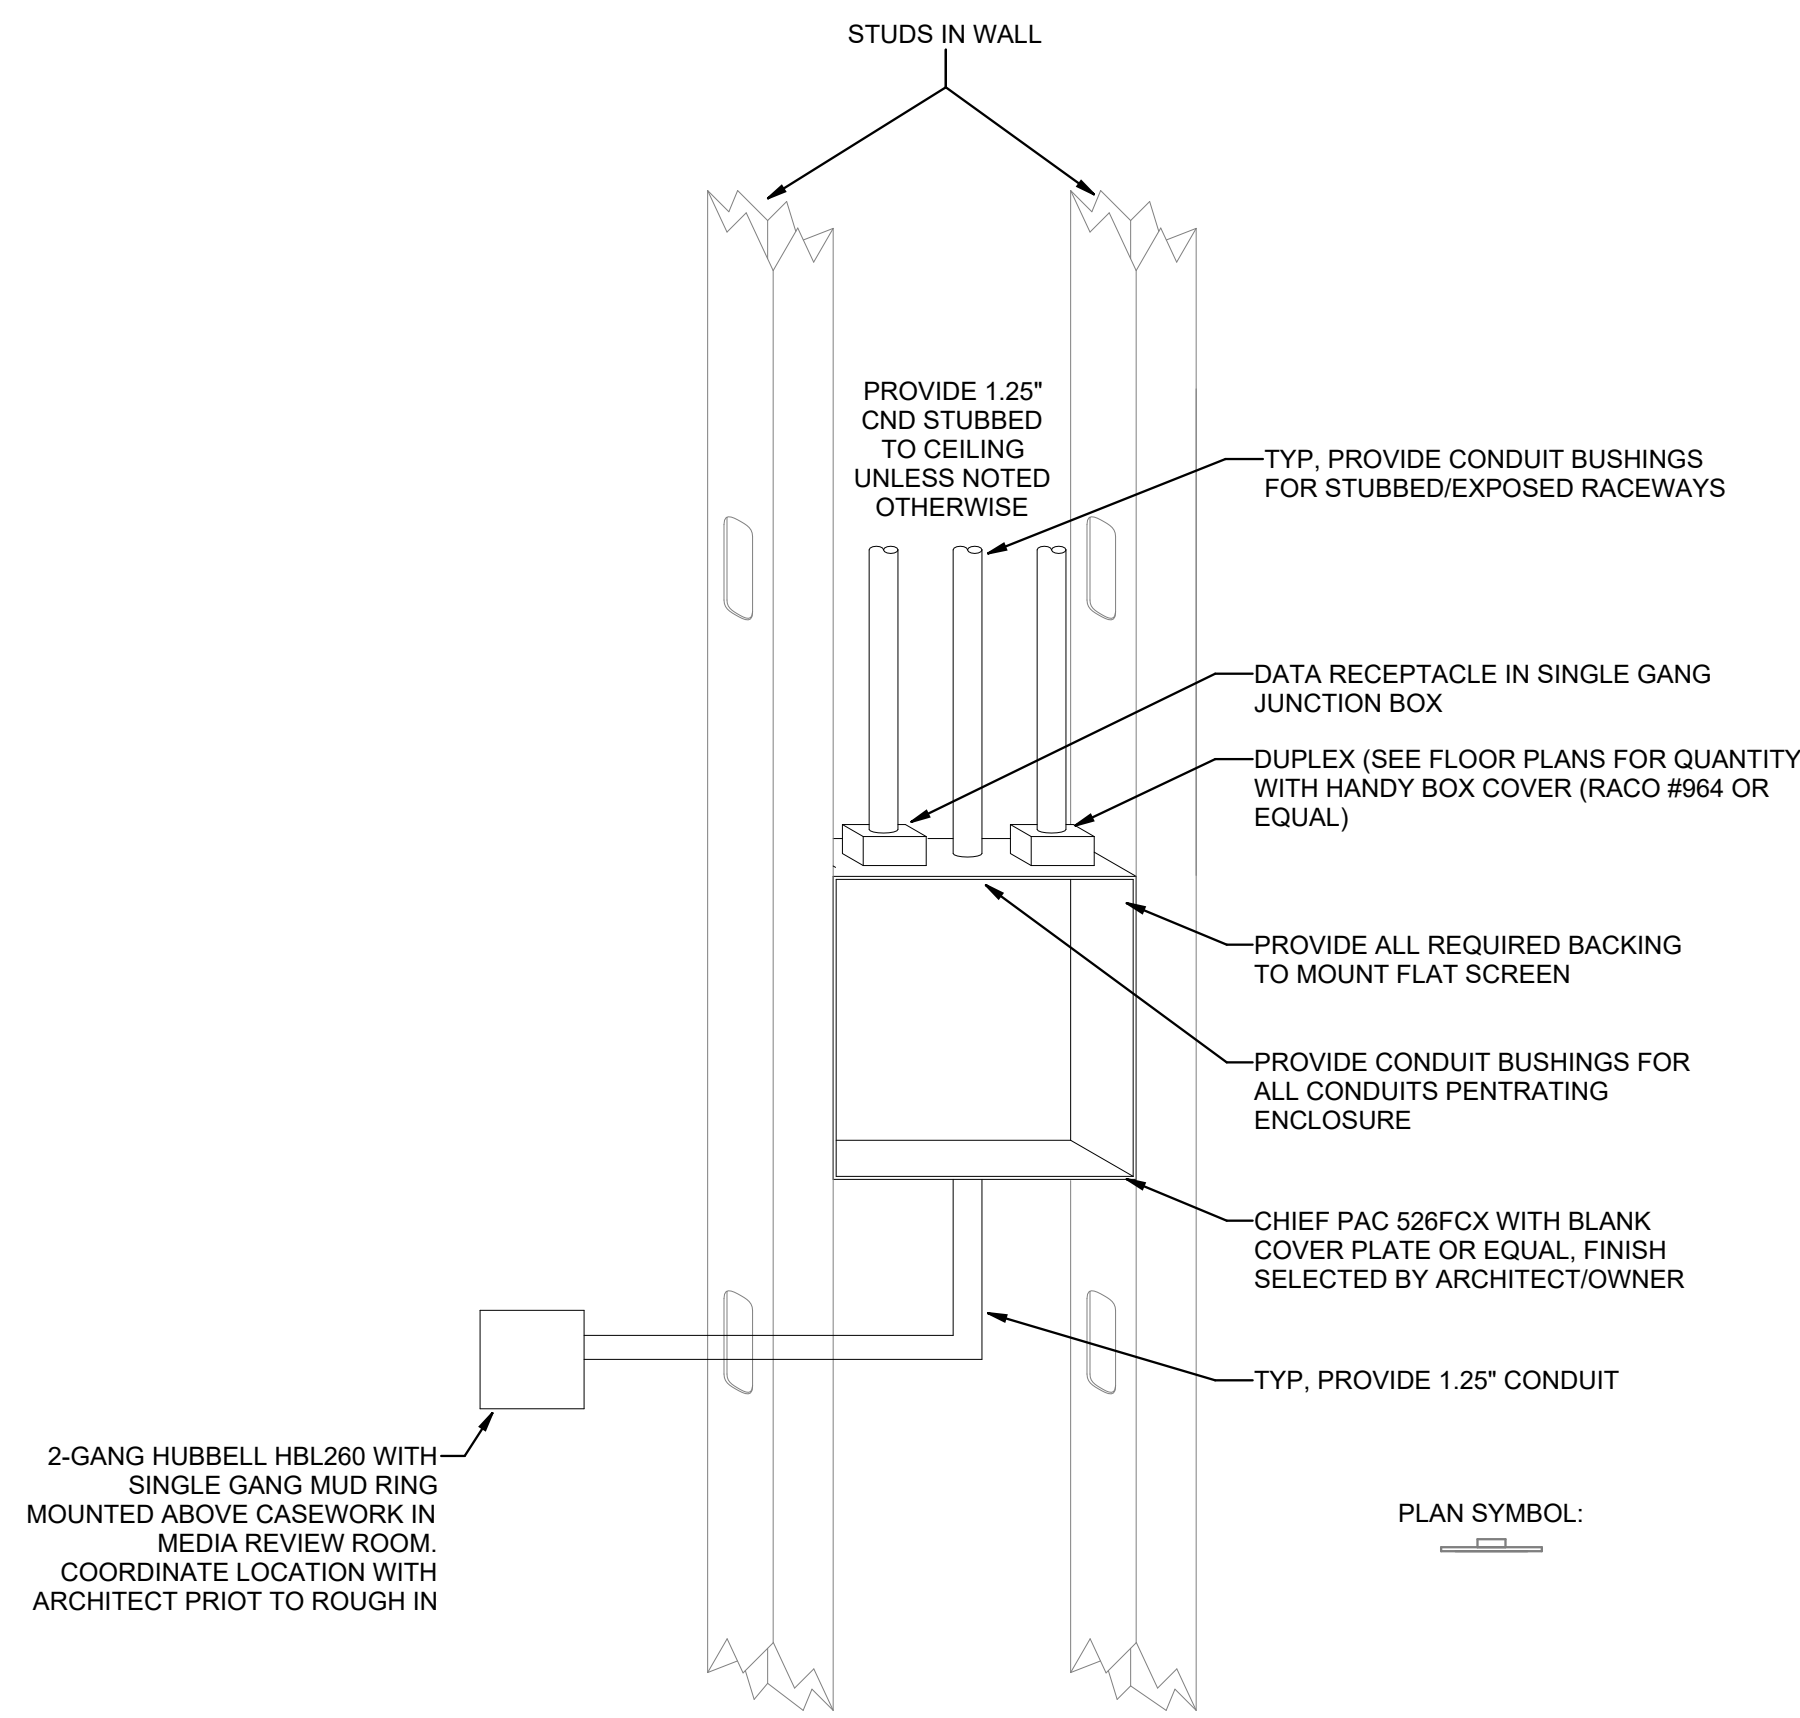 STUDS IN WALL
PROVIDE 1.25"
CND STUBBED
TO CEILING
UNLESS NOTED
OTHERWISE
TYP, PROVIDE CONDUIT BUSHINGS
FOR STUBBED/EXPOSED RACEWAYS
DATA RECEPTACLE IN SINGLE GANG
JUNCTION BOX
DUPLEX (SEE FLOOR PLANS FOR QUANTITY
WITH HANDY BOX COVER (RACO #964 OR
EQUAL)
PROVIDE ALL REQUIRED BACKING
TO MOUNT FLAT SCREEN
PROVIDE CONDUIT BUSHINGS FOR
ALL CONDUITS PENTRATING
ENCLOSURE
CHIEF PAC 526FCX WITH BLANK
COVER PLATE OR EQUAL, FINISH
SELECTED BY ARCHITECT/OWNER
TYP, PROVIDE 1.25" CONDUIT
2-GANG HUBBELL HBL260 WITH
SINGLE GANG MUD RING
MOUNTED ABOVE CASEWORK IN
MEDIA REVIEW ROOM.
COORDINATE LOCATION WITH
ARCHITECT PRIOT TO ROUGH IN
PLAN SYMBOL: